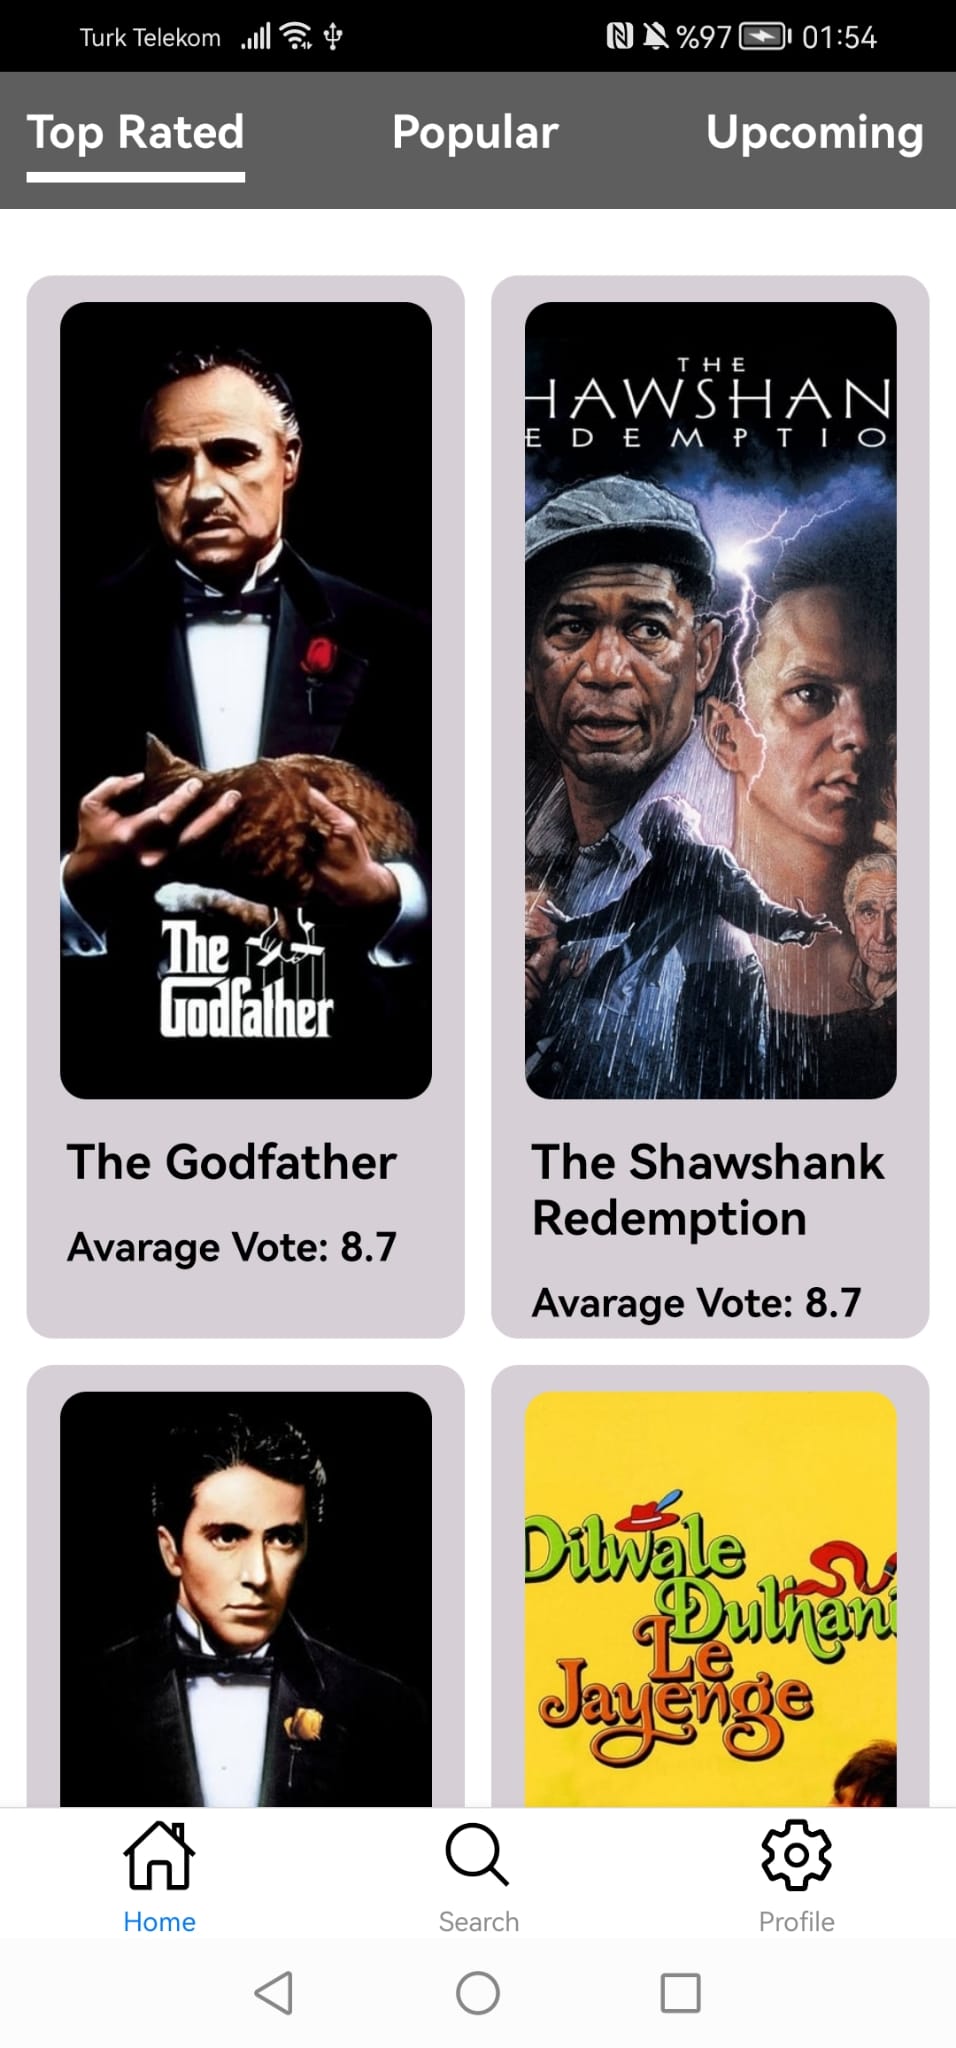 Turk Telekom %97 01:54
Top Rated Popular Upcoming
THE
HAWSHAN
EDEMPTIO
The
Godfather
The Godfather
Avarage Vote: 8.7
The Shawshank
Redemption
Avarage Vote: 8.7
Dilwale
Dulhani
Le
Jayenge
Home Search Profile